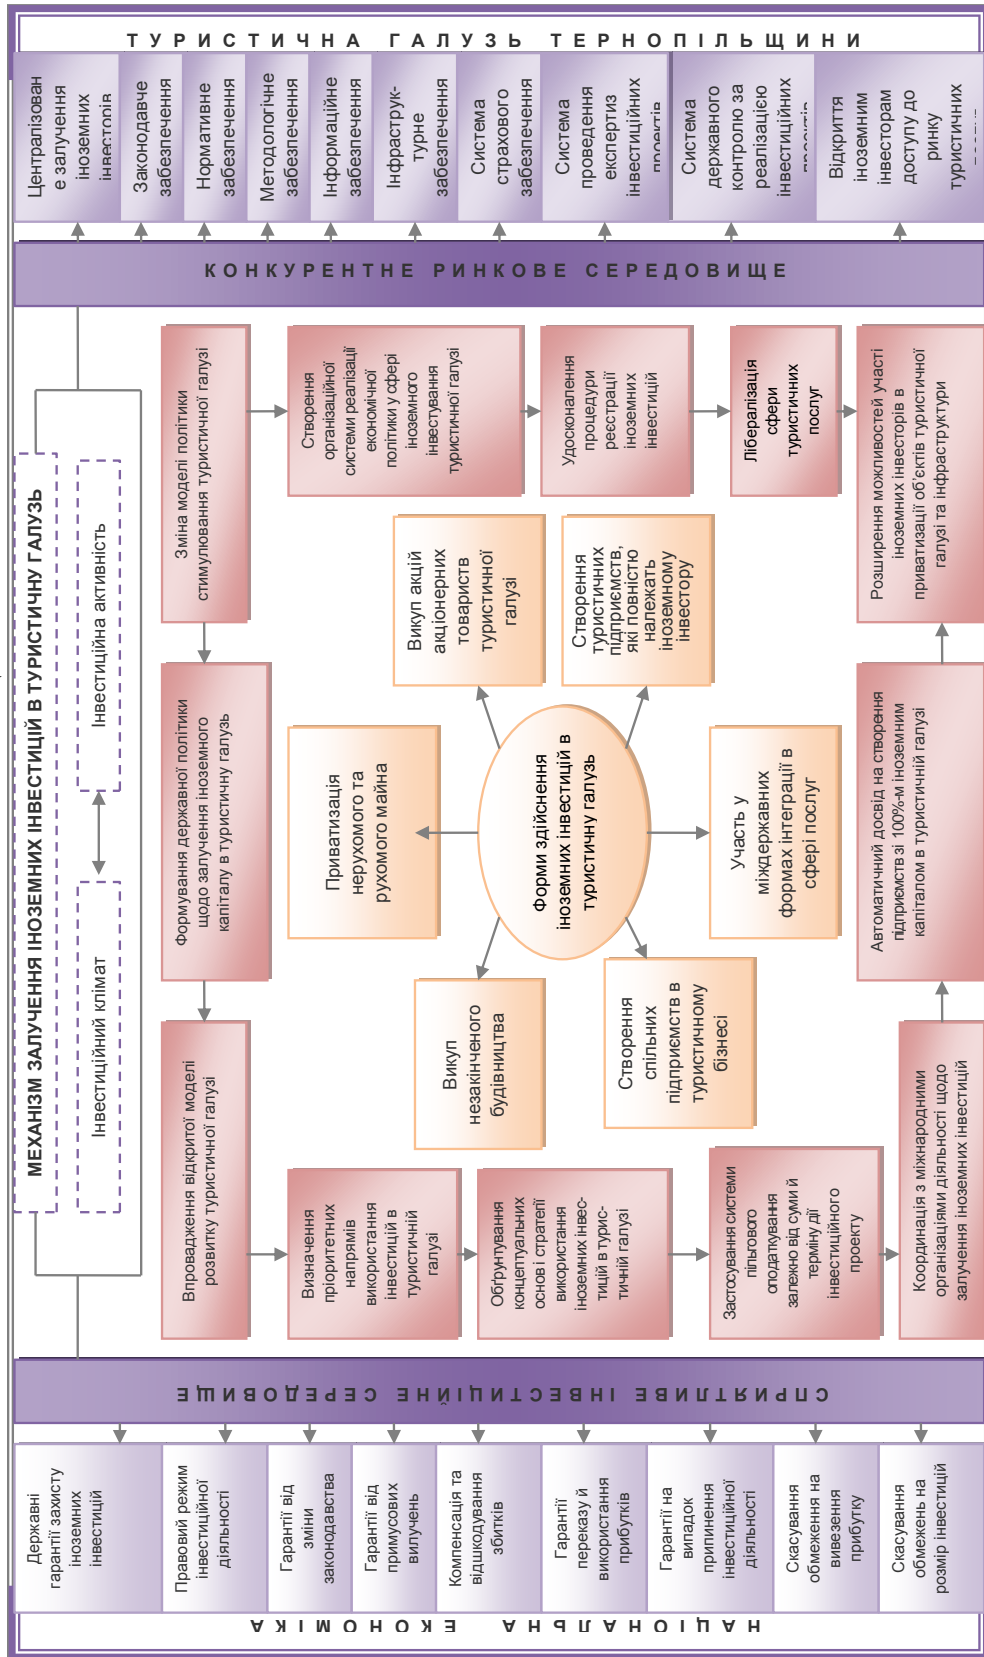 МЕХАНІЗМ ЗАЛУЧЕННЯ ІНОЗЕМНИХ ІНВЕСТИЦІЙ В ТУРИСТИЧНУ ГАЛУЗЬ
Інвестиційний клімат
Інвестиційна активність
НАЦІОНАЛЬНА ЕКОНОМІКА
Державні
гарантії захисту
іноземних
інвестицій
Правовий режим
інвестиційної
діяльності
Гарантії від
зміни
законодавства
Гарантії від
примусових
вилучень
Компенсація та
відшкодування
збитків
Гарантії
переказу й
використання
прибутків
Гарантії на
випадок
припинення
інвестиційної
діяльності
Скасування
обмеження на
вивезення
прибутку
Скасування
обмежень на
розмір інвестицій
СПРИЯТЛИВЕ ІНВЕСТИЦІЙНЕ СЕРЕДОВИЩЕ
Впровадження відкритої моделі
розвитку туристичної галузі
Формування державної політики
щодо залучення іноземного
капіталу в туристичну галузь
Зміна моделі політики
стимулювання туристичної галузі
Визначення
пріоритетних
напрямів
використання
інвестицій в
туристичній
галузі
Обґрунтування
концептуальних
основ і стратегії
використання
іноземних інвес-
тицій в турис-
тичній галузі
Застосування системи
пільгового
оподаткування
залежно від суми й
терміну дії
інвестиційного
проекту
Координація з міжнародними
організаціями діяльності щодо
залучення іноземних інвестицій
Викуп
незакінченого
будівництва
Приватизація
нерухомого та
рухомого майна
Викуп акцій
акціонерних
товариств
туристичної
галузі
Форми здійснення
іноземних інвестицій в
туристичну галузь
Створення
спільних
підприємств в
туристичному
бізнесі
Участь у
міждержавних
формах інтеграції в
сфері послуг
Створення
туристичних
підприємств,
які повністю
належать
іноземному
інвестору
Створення
організаційної
системи реалізації
економічної
політики у сфері
іноземного
інвестування
туристичної галузі
Удосконалення
процедури
реєстрації
іноземних
інвестицій
Лібералізація
сфери
туристичних
послуг
Автоматичний досвід на створення
підприємств зі 100%-м іноземним
капіталом в туристичній галузі
Розширення можливостей участі
іноземних інвесторів в
приватизації об'єктів туристичної
галузі та інфраструктури
КОНКУРЕНТНЕ РИНКОВЕ СЕРЕДОВИЩЕ
Централізован
е залучення
іноземних
інвесторів
Законодавче
забезпечення
Нормативне
забезпечення
Методологічне
забезпечення
Інформаційне
забезпечення
Інфраструк-
турне
забезпечення
Система
страхового
забезпечення
Система
проведення
експертиз
інвестиційних
проектів
Система
державного
контролю за
реалізацією
інвестиційних
проектів
Відкриття
іноземним
інвесторам
доступу до
ринку
туристичних
ТУРИСТИЧНА ГАЛУЗЬ ТЕРНОПІЛЬЩИНИ